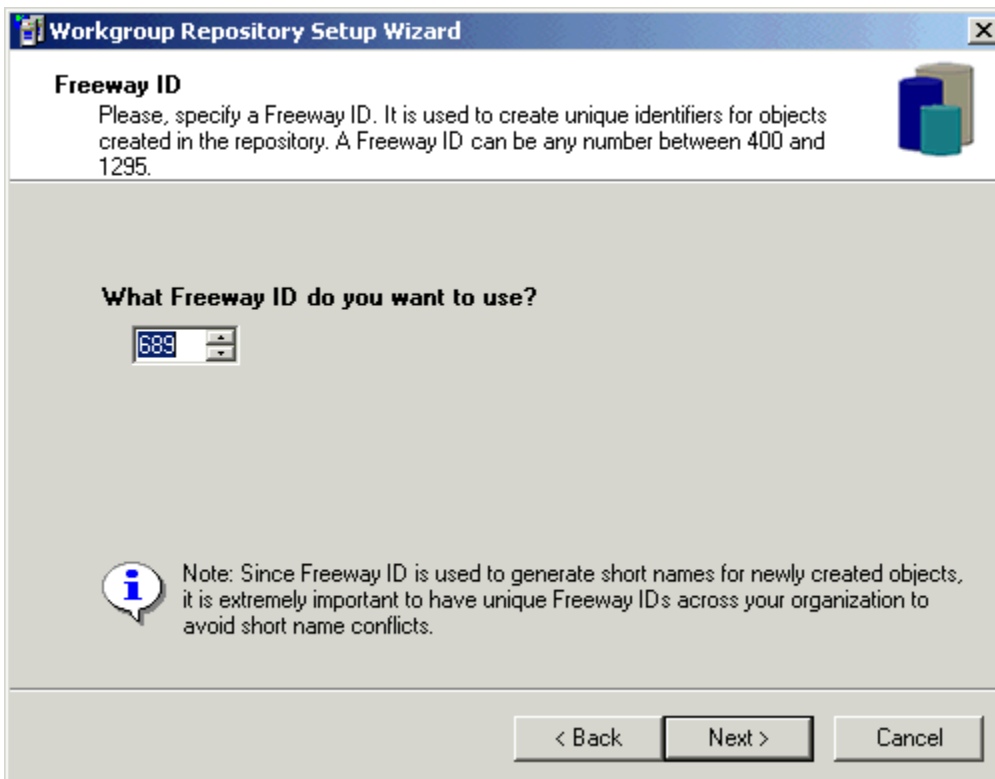 Workgroup Repository Setup Wizard
Freeway ID
Please, specify a Freeway ID. It is used to create unique identifiers for objects
created in the repository. A Freeway ID can be any number between 400 and
1295.
What Freeway ID do you want to use?
689
Note: Since Freeway ID is used to generate short names for newly created objects,
it is extremely important to have unique Freeway IDs across your organization to
avoid short name conflicts.
< Back Next > Cancel